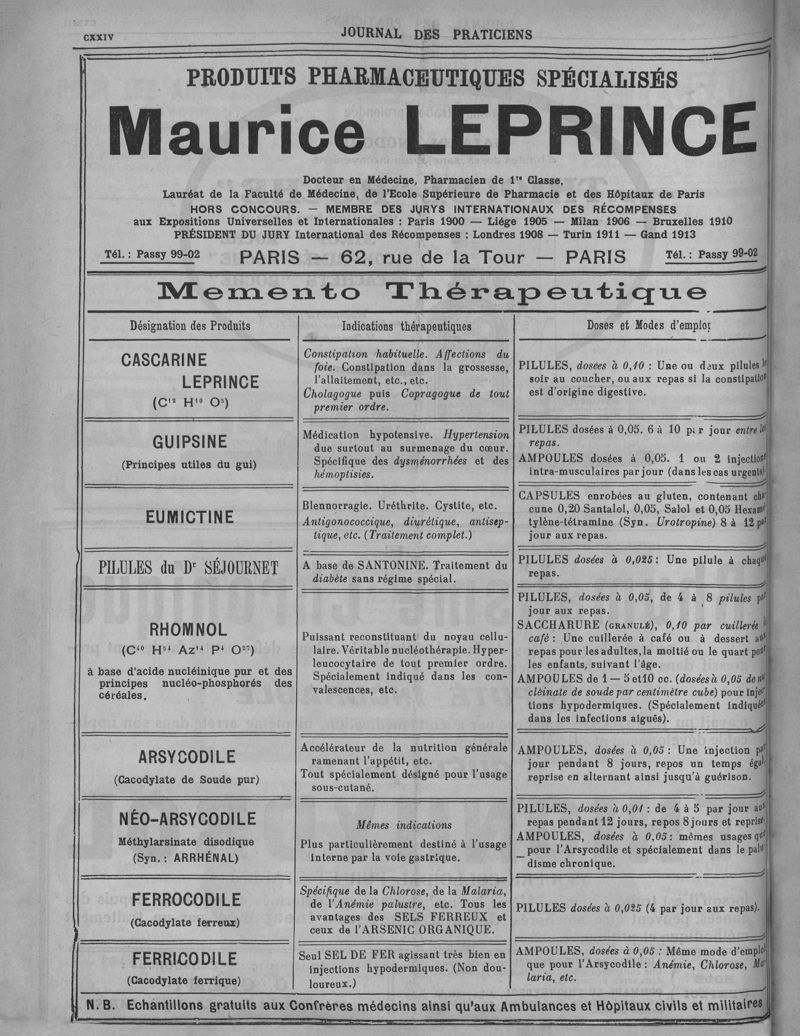 CXXIV
JOURNAL DES PRATICIENS
PRODUITS PHARMACEUTIQUES SPÉCIALISÉS
Maurice LEPRINCE
Docteur en Médecine, Pharmacien de 1re Classe,
Lauréat de la Faculté de Médecine, de l'Ecole Supérieure de Pharmacie et des Hôpitaux de Paris
HORS CONCOURS. — MEMBRE DES JURYS INTERNATIONAUX DES RÉCOMPENSES
aux Expositions Universelles et Internationales : Paris 1900 — Liége 1905 — Milan 1906 — Bruxelles 1910
PRÉSIDENT DU JURY International des Récompenses : Londres 1908 — Turin 1911 — Gand 1913
Tél. : Passy 99-02
PARIS — 62, rue de la Tour — PARIS
Tél. : Passy 99-02
Memento Thérapeutique
Désignation des Produits
Indications thérapeutiques
Doses et Modes d'emploi
CASCARINE
LEPRINCE
(C12 H10 O5)
Constipation habituelle. Affections du
foie. Constipation dans la grossesse,
l'allaitement, etc., etc.
Cholagogue puis Copragogue de tout
premier ordre.
PILULES, dosées à 0,10 : Une ou deux pilules le
soir au coucher, ou aux repas si la constipation
est d'origine digestive.
GUIPSINE
(Principes utiles du gui)
Médication hypotensive. Hypertension
due surtout au surmenage du cœur.
Spécifique des dysménorrhées et des
hémoptisies.
PILULES dosées à 0,05. 6 à 10 par jour entre les
repas.
AMPOULES dosées à 0,05. 1 ou 2 injections
intra-musculaires par jour (dans les cas urgents).
EUMICTINE
Blennorragie. Uréthrite. Cystite, etc.
Antigonococcique, diurétique, antisep-
tique, etc. (Traitement complet.)
CAPSULES enrobées au gluten, contenant cha-
cune 0,20 Santalol, 0,05, Salol et 0,05 Hexamé-
tylène-tétramine (Syn. Urotropine) 8 à 12 par
jour aux repas.
PILULES du Dr SÉJOURNET
A base de SANTONINE. Traitement du
diabète sans régime spécial.
PILULES dosées à 0,025 : Une pilule à chaque
repas.
RHOMNOL
(C40 H54 Az14 P4 O27)
à base d'acide nucléinique pur et des
principes nucléo-phosphorés des
céréales.
Puissant reconstituant du noyau cellu-
laire. Véritable nucléothérapie. Hyper-
leucocytaire de tout premier ordre.
Spécialement indiqué dans les con-
valescences, etc.
PILULES, dosées à 0,05, de 4 à 8 pilules par
jour aux repas.
SACCHARURE (GRANULÉ), 0,10 par cuillerée à
café : Une cuillerée à café ou à dessert aux
repas pour les adultes, la moitié ou le quart pour
les enfants, suivant l'âge.
AMPOULES de 1 — 5 et 10 cc. (dosées à 0,05 de nu-
cléinate de soude par centimètre cube) pour injec-
tions hypodermiques. (Spécialement indiquées
dans les infections aiguës).
ARSYCODILE
(Cacodylate de Soude pur)
Accélérateur de la nutrition générale
ramenant l'appétit, etc.
Tout spécialement désigné pour l'usage
sous-cutané.
AMPOULES, dosées à 0,05 : Une injection par
jour pendant 8 jours, repos un temps égal,
reprise en alternant ainsi jusqu'à guérison.
NÉO-ARSYCODILE
Méthylarsinate disodique
(Syn. : ARRHÉNAL)
Mêmes indications
Plus particulièrement destiné à l'usage
interne par la voie gastrique.
PILULES, dosées à 0,01 : de 4 à 5 par jour aux
repas pendant 12 jours, repos 8 jours et reprise.
AMPOULES, dosées à 0,05 : mêmes usages que
pour l'Arsycodile et spécialement dans le palu-
disme chronique.
FERROCODILE
(Cacodylate ferreux)
Spécifique de la Chlorose, de la Malaria,
de l'Anémie palustre, etc. Tous les
avantages des SELS FERREUX et
ceux de l'ARSENIC ORGANIQUE.
PILULES dosées à 0,025 (4 par jour aux repas).
FERRICODILE
(Cacodylate ferrique)
Seul SEL DE FER agissant très bien en
injections hypodermiques. (Non dou-
loureux.)
AMPOULES, dosées à 0,05 : Même mode d'emploi
que pour l'Arsycodile : Anémie, Chlorose, Ma-
laria, etc.
N. B. Echantillons gratuits aux Confrères médecins ainsi qu'aux Ambulances et Hôpitaux civils et militaires